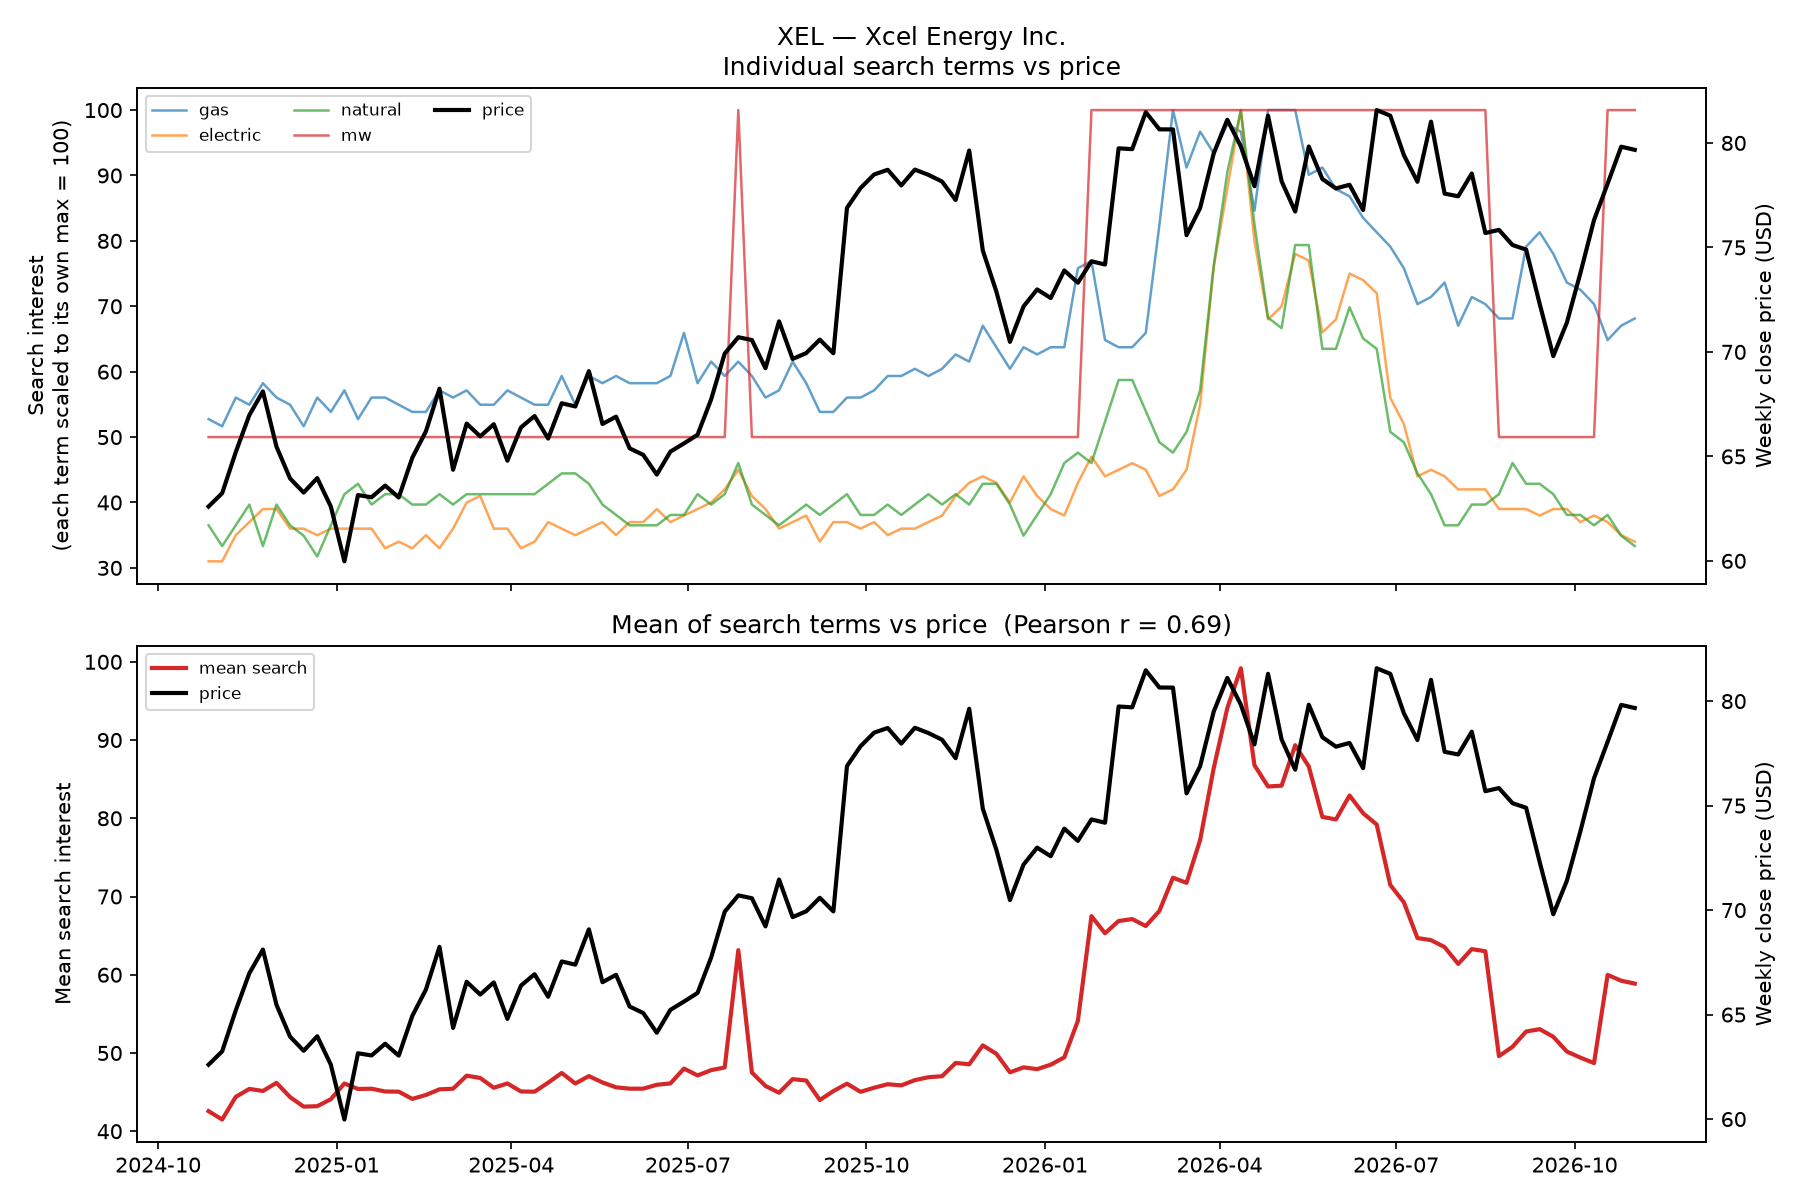 XEL — Xcel Energy Inc.
Individual search terms vs price
gas
electric
natural
mw
price
100
90
80
70
60
50
40
30
Search interest
(each term scaled to its own max = 100)
80
75
70
65
60
Weekly close price (USD)
Mean of search terms vs price (Pearson r = 0.69)
mean search
price
100
90
80
70
60
50
40
Mean search interest
80
75
70
65
60
Weekly close price (USD)
2024-10
2025-01
2025-04
2025-07
2025-10
2026-01
2026-04
2026-07
2026-10